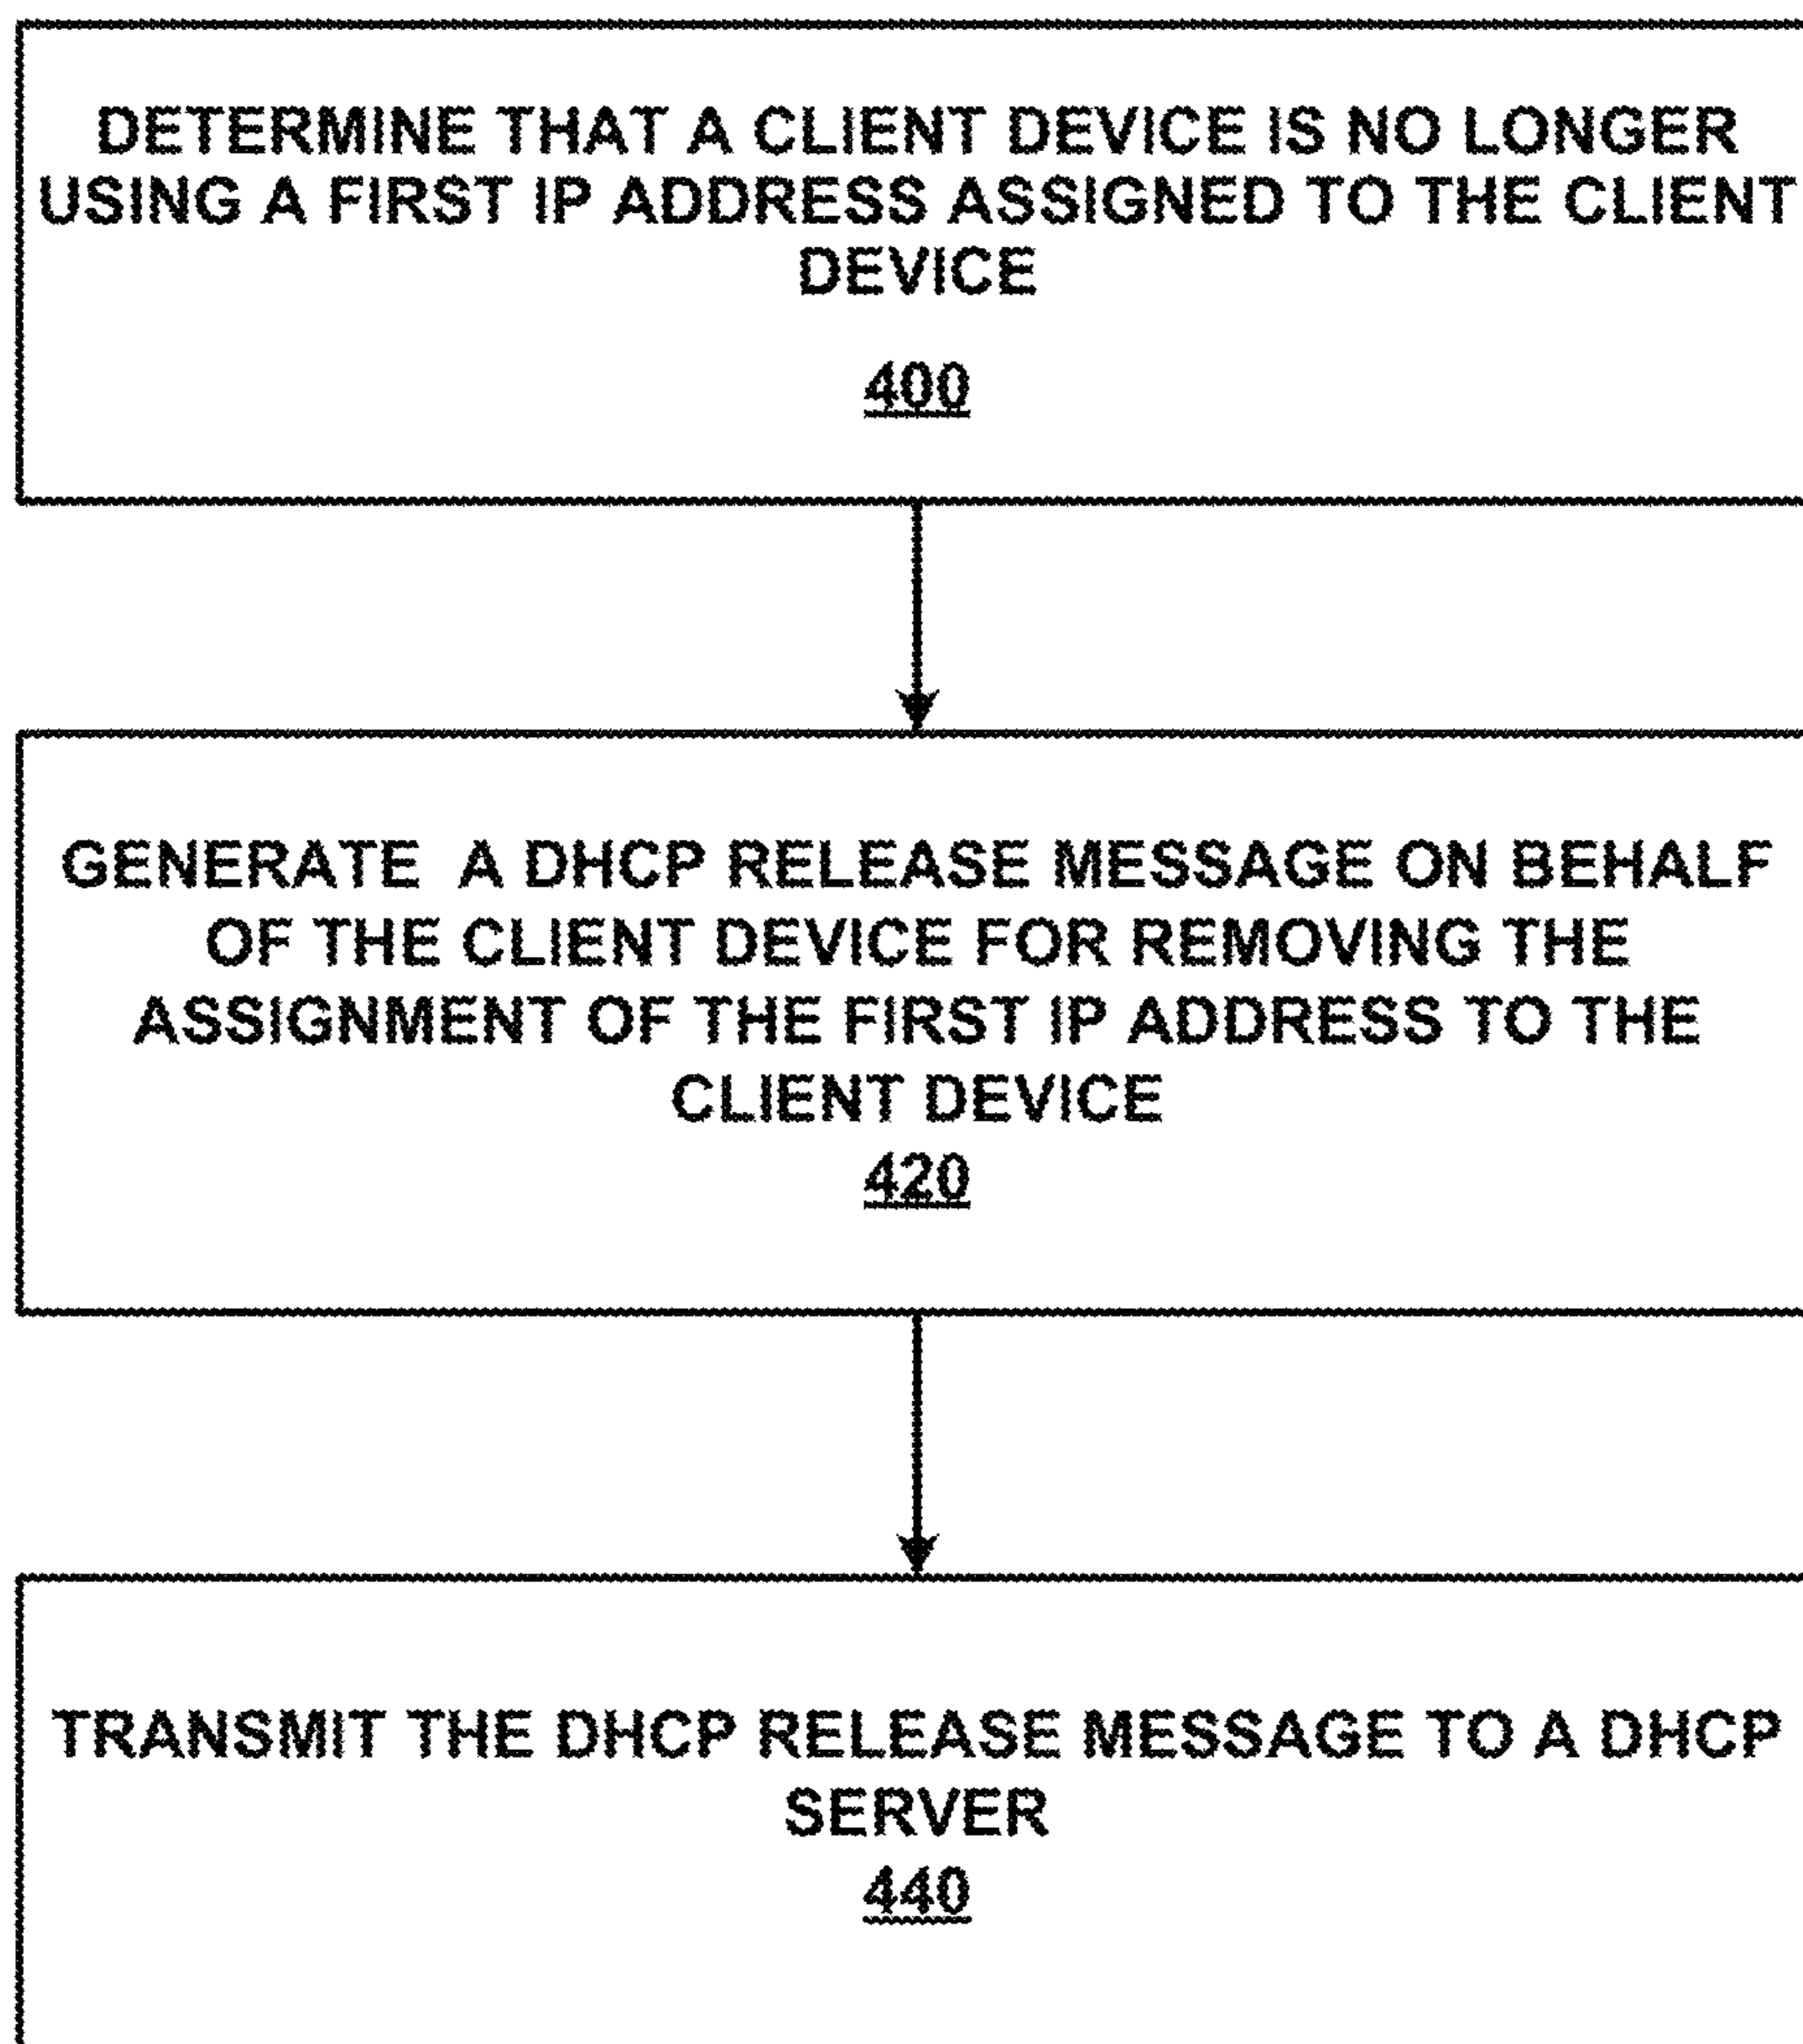 DETERMINE THAT A CLIENT DEVICE IS NO LONGER
USING A FIRST IP ADDRESS ASSIGNED TO THE CLIENT
DEVICE
400
GENERATE A DHCP RELEASE MESSAGE ON BEHALF
OF THE CLIENT DEVICE FOR REMOVING THE
ASSIGNMENT OF THE FIRST IP ADDRESS TO THE
CLIENT DEVICE
420
TRANSMIT THE DHCP RELEASE MESSAGE TO A DHCP
SERVER
440